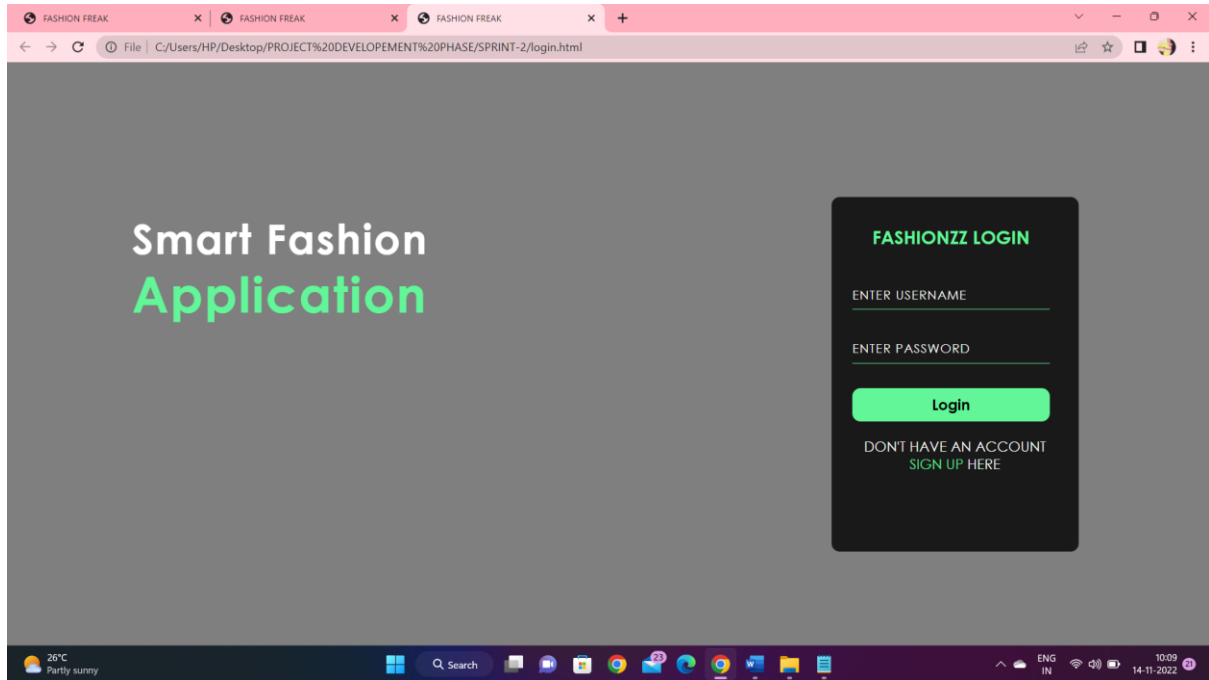 FASHION FREAK
FASHION FREAK
FASHION FREAK
File C:/Users/HP/Desktop/PROJECT%20DEVELOPEMENT%20PHASE/SPRINT-2/login.html
Smart Fashion
Application
FASHIONZZ LOGIN
ENTER USERNAME
ENTER PASSWORD
Login
DON'T HAVE AN ACCOUNT
SIGN UP HERE
26°C
Partly sunny
Search
23
ENG
IN
10:09
14-11-2022
21